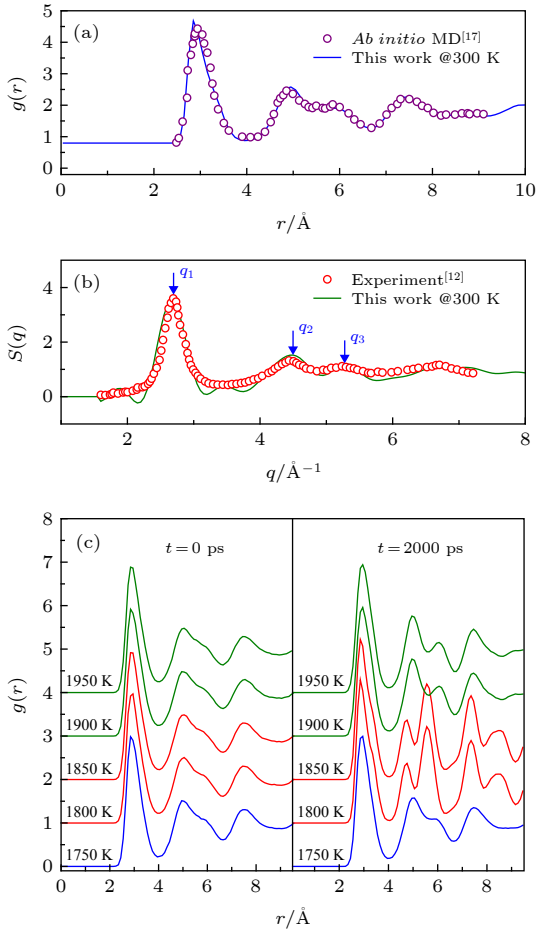 (a)
Ab initio MD[17]
This work @300 K
g(r)
5
4
3
2
1
0 2 4 6 8 10
r/Å
(b)
Experiment[12]
This work @300 K
q1
q2
q3
S(q)
4
2
0
2 4 6 8
q/Å−1
(c)
t=0 ps
t=2000 ps
g(r)
8
7
6
5
4
3
2
1
0
1950 K
1900 K
1850 K
1800 K
1750 K
1950 K
1900 K
1850 K
1800 K
1750 K
0 2 4 6 8 2 4 6 8
r/Å